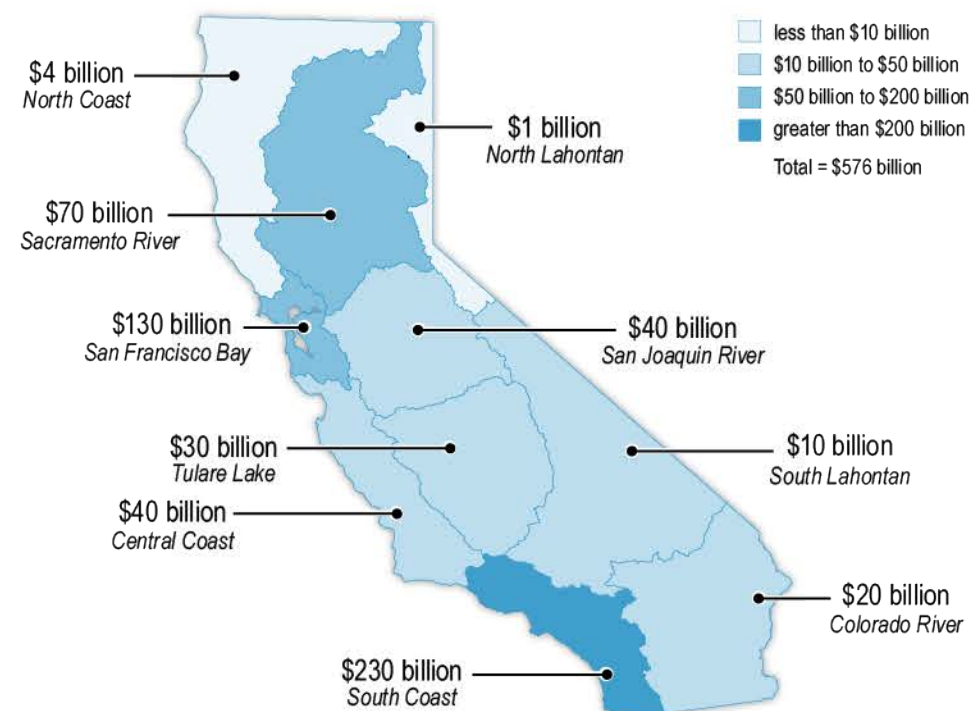 less than $10 billion
$10 billion to $50 billion
$50 billion to $200 billion
greater than $200 billion
Total = $576 billion
$4 billion
North Coast
$1 billion
North Lahontan
$70 billion
Sacramento River
$130 billion
San Francisco Bay
$40 billion
San Joaquin River
$30 billion
Tulare Lake
$10 billion
South Lahontan
$40 billion
Central Coast
$20 billion
Colorado River
$230 billion
South Coast